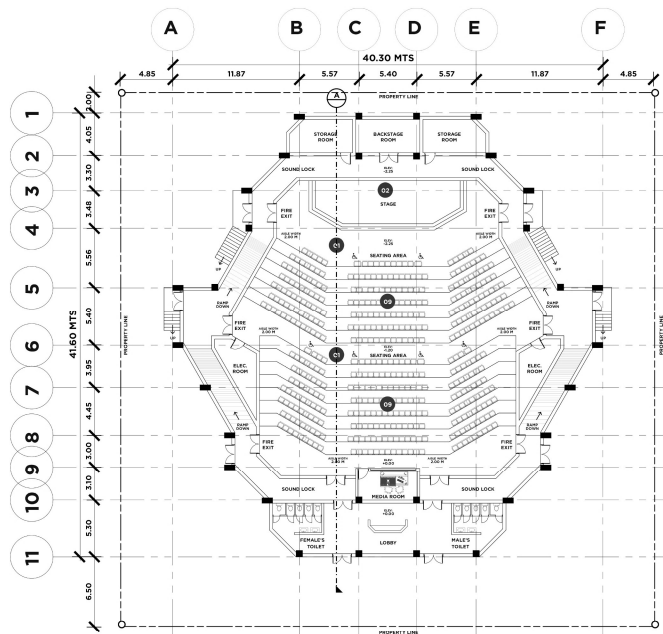 A
B
C
D
E
F
40.30 MTS
4.85
11.87
5.57
5.40
5.57
11.87
4.85
PROPERTY LINE
A
1
2
3
4
5
6
7
8
9
10
11
3.00
4.05
3.30
3.48
5.56
5.40
3.95
4.45
3.00
3.10
5.30
6.50
41.60 MTS
PROPERTY LINE
PROPERTY LINE
STORAGE
ROOM
BACKSTAGE
ROOM
STORAGE
ROOM
SOUND LOCK
ELEV.
-2.25
SOUND LOCK
02
STAGE
FIRE
EXIT
FIRE
EXIT
AISLE WIDTH
2.00 M
AISLE WIDTH
2.00 M
01
ELEV.
-2.25
SEATING AREA
UP
UP
RAMP
DOWN
RAMP
DOWN
09
UP
UP
FIRE
EXIT
FIRE
EXIT
AISLE WIDTH
2.00 M
AISLE WIDTH
2.00 M
01
ELEV.
-1.20
SEATING AREA
ELEC.
ROOM
ELEC.
ROOM
09
RAMP
DOWN
RAMP
DOWN
FIRE
EXIT
FIRE
EXIT
AISLE WIDTH
2.00 M
ELEV.
+0.00
AISLE WIDTH
2.00 M
SOUND LOCK
MEDIA ROOM
SOUND LOCK
ELEV.
+0.00
FEMALE'S
TOILET
LOBBY
MALE'S
TOILET
PROPERTY LINE